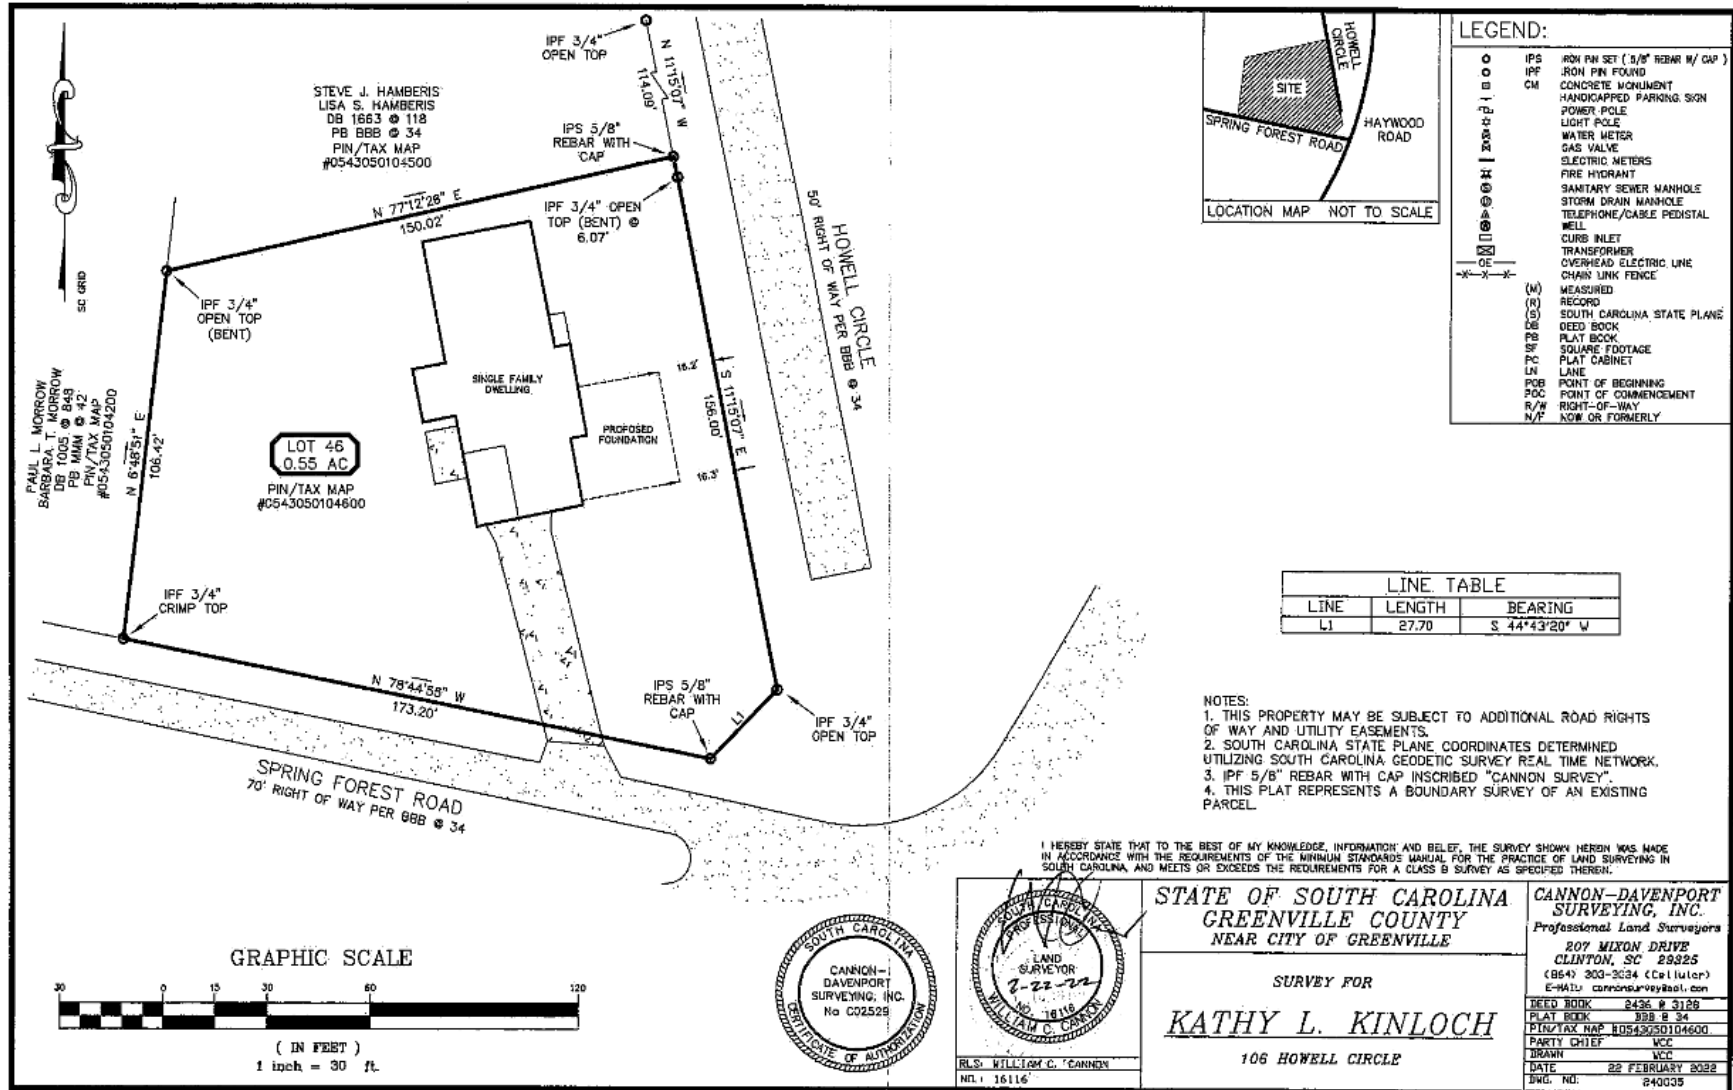 IPF 3/4"
OPEN TOP
N 11°15'07" W
114.09'
STEVE J. HAMBERIS
LISA S. HAMBERIS
DB 1663 @ 118
PB BBB @ 34
PIN/TAX MAP
#0543050104500
IPS 5/8"
REBAR WITH
CAP
N 77°12'28" E
150.02'
IPF 3/4" OPEN
TOP (BENT) @
6.07'
SC GRID
IPF 3/4"
OPEN TOP
(BENT)
HOWELL CIRCLE
50' RIGHT OF WAY PER BBB @ 34
SINGLE FAMILY
DWELLING
16.2'
S 11°15'07" E
156.00'
PROPOSED
FOUNDATION
16.3'
PAUL L. MORROW
BARBARA T. MORROW
DB 1005 @ 848
PB MMM @ 42
PIN/TAX MAP
#0543050104200
N 6°48'51" E
106.42'
LOT 46
0.55 AC
PIN/TAX MAP
#0543050104600
IPF 3/4"
CRIMP TOP
N 78°44'58" W
173.20'
IPS 5/8"
REBAR WITH
CAP
L1
IPF 3/4"
OPEN TOP
SPRING FOREST ROAD
70' RIGHT OF WAY PER BBB @ 34
HOWELL
CIRCLE
SITE
SPRING FOREST ROAD
HAYWOOD
ROAD
LOCATION MAP NOT TO SCALE
LEGEND:
IPS IRON PIN SET ( 5/8" REBAR W/ CAP )
IPF IRON PIN FOUND
CM CONCRETE MONUMENT
HANDICAPPED PARKING SIGN
POWER POLE
LIGHT POLE
WATER METER
GAS VALVE
ELECTRIC METERS
FIRE HYDRANT
SANITARY SEWER MANHOLE
STORM DRAIN MANHOLE
TELEPHONE/CABLE PEDISTAL
WELL
CURB INLET
TRANSFORMER
OE OVERHEAD ELECTRIC LINE
X X X CHAIN LINK FENCE
(M) MEASURED
(R) RECORD
(S) SOUTH CAROLINA STATE PLANE
DB DEED BOOK
PB PLAT BOOK
SF SQUARE FOOTAGE
PC PLAT CABINET
LN LANE
POB POINT OF BEGINNING
POC POINT OF COMMENCEMENT
R/W RIGHT-OF-WAY
N/F NOW OR FORMERLY
LINE TABLE
LINE LENGTH BEARING
L1 27.70 S 44°43'20" W
NOTES:
1. THIS PROPERTY MAY BE SUBJECT TO ADDITIONAL ROAD RIGHTS
OF WAY AND UTILITY EASEMENTS.
2. SOUTH CAROLINA STATE PLANE COORDINATES DETERMINED
UTILIZING SOUTH CAROLINA GEODETIC SURVEY REAL TIME NETWORK.
3. IPF 5/8" REBAR WITH CAP INSCRIBED "CANNON SURVEY".
4. THIS PLAT REPRESENTS A BOUNDARY SURVEY OF AN EXISTING
PARCEL.
I HEREBY STATE THAT TO THE BEST OF MY KNOWLEDGE, INFORMATION AND BELIEF, THE SURVEY SHOWN HEREIN WAS MADE
IN ACCORDANCE WITH THE REQUIREMENTS OF THE MINIMUM STANDARDS MANUAL FOR THE PRACTICE OF LAND SURVEYING IN
SOUTH CAROLINA, AND MEETS OR EXCEEDS THE REQUIREMENTS FOR A CLASS B SURVEY AS SPECIFIED THEREIN.
GRAPHIC SCALE
30 0 15 30 60 120
( IN FEET )
1 inch = 30 ft.
SOUTH CAROLINA
CANNON-
DAVENPORT
SURVEYING, INC.
No C02529
CERTIFICATE OF AUTHORIZATION
SOUTH CAROLINA
PROFESSIONAL
LAND
SURVEYOR
2-22-22
NO. 16116
WILLIAM C. CANNON
RLS: WILLIAM C. CANNON
NO.: 16116
STATE OF SOUTH CAROLINA
GREENVILLE COUNTY
NEAR CITY OF GREENVILLE
SURVEY FOR
KATHY L. KINLOCH
106 HOWELL CIRCLE
CANNON-DAVENPORT
SURVEYING, INC.
Professional Land Surveyors
207 MIXON DRIVE
CLINTON, SC 29325
(864) 303-3034 (Cellular)
E-MAIL: cannonsurvey@aol.com
DEED BOOK 2436 @ 3128
PLAT BOOK BBB @ 34
PIN/TAX MAP #0543050104600
PARTY CHIEF WCC
DRAWN WCC
DATE 22 FEBRUARY 2022
DWG. NO: 240035